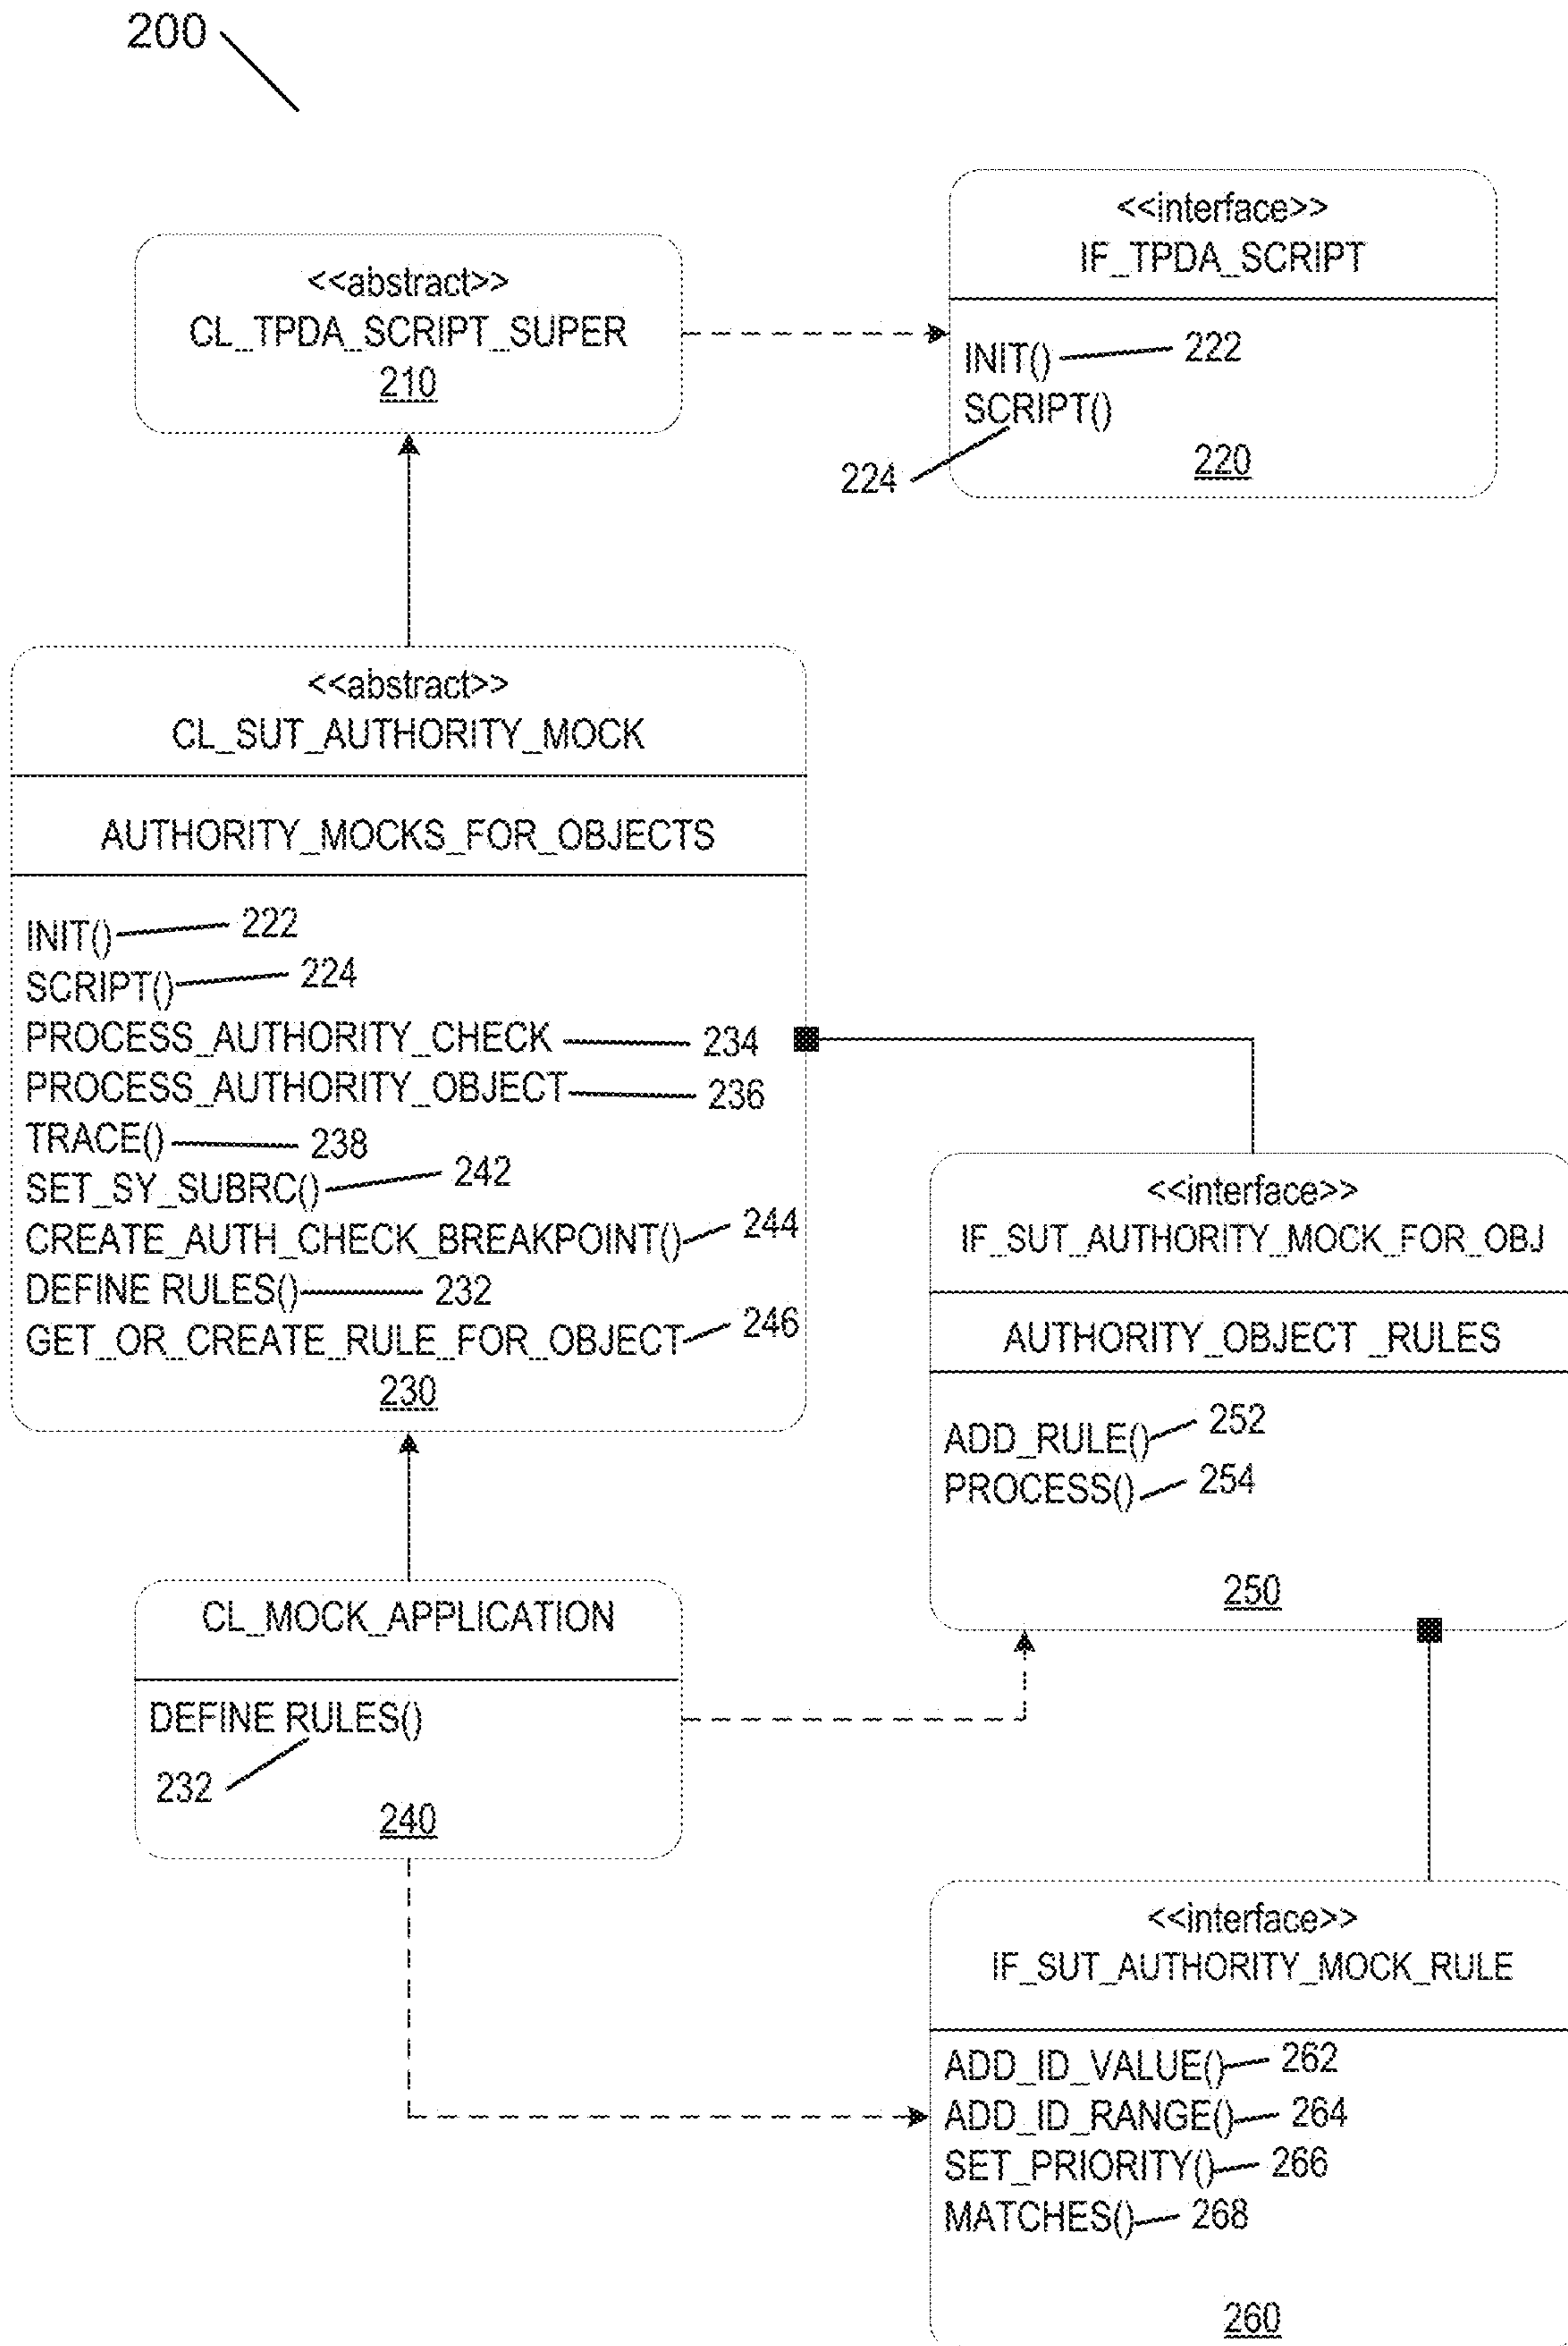 200
<<abstract>>
CL_TPDA_SCRIPT_SUPER
210
<<interface>>
IF_TPDA_SCRIPT
INIT() 222
SCRIPT()
224
220
<<abstract>>
CL_SUT_AUTHORITY_MOCK
AUTHORITY_MOCKS_FOR_OBJECTS
INIT() 222
SCRIPT() 224
PROCESS_AUTHORITY_CHECK 234
PROCESS_AUTHORITY_OBJECT 236
TRACE() 238
SET_SY_SUBRC() 242
CREATE_AUTH_CHECK_BREAKPOINT() 244
DEFINE RULES() 232
GET_OR_CREATE_RULE_FOR_OBJECT 246
230
<<interface>>
IF_SUT_AUTHORITY_MOCK_FOR_OBJ
AUTHORITY_OBJECT _RULES
ADD_RULE() 252
PROCESS() 254
250
CL_MOCK_APPLICATION
DEFINE RULES()
232
240
<<interface>>
IF_SUT_AUTHORITY_MOCK_RULE
ADD_ID_VALUE() 262
ADD_ID_RANGE() 264
SET_PRIORITY() 266
MATCHES() 268
260